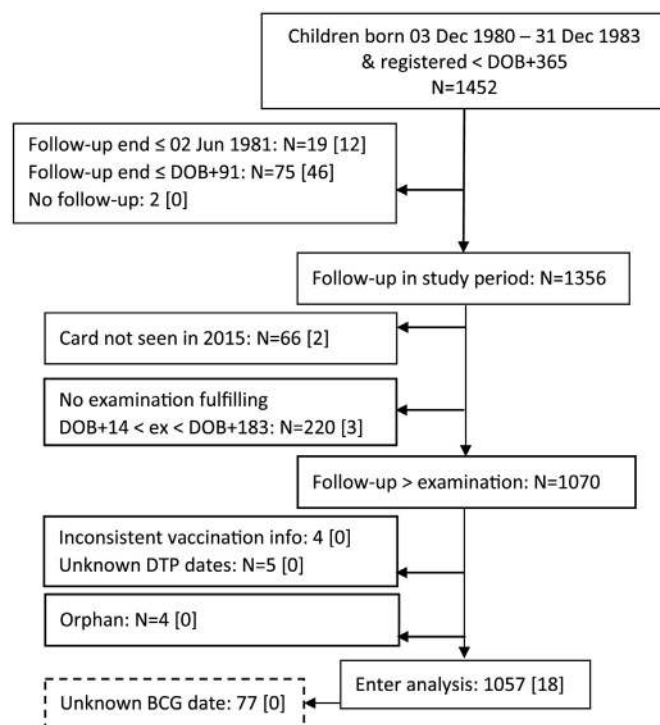 Children born 03 Dec 1980 – 31 Dec 1983
& registered < DOB+365
N=1452
Follow-up end ≤ 02 Jun 1981: N=19 [12]
Follow-up end ≤ DOB+91: N=75 [46]
No follow-up: 2 [0]
Follow-up in study period: N=1356
Card not seen in 2015: N=66 [2]
No examination fulfilling
DOB+14 < ex < DOB+183: N=220 [3]
Follow-up > examination: N=1070
Inconsistent vaccination info: 4 [0]
Unknown DTP dates: N=5 [0]
Orphan: N=4 [0]
Enter analysis: 1057 [18]
Unknown BCG date: 77 [0]